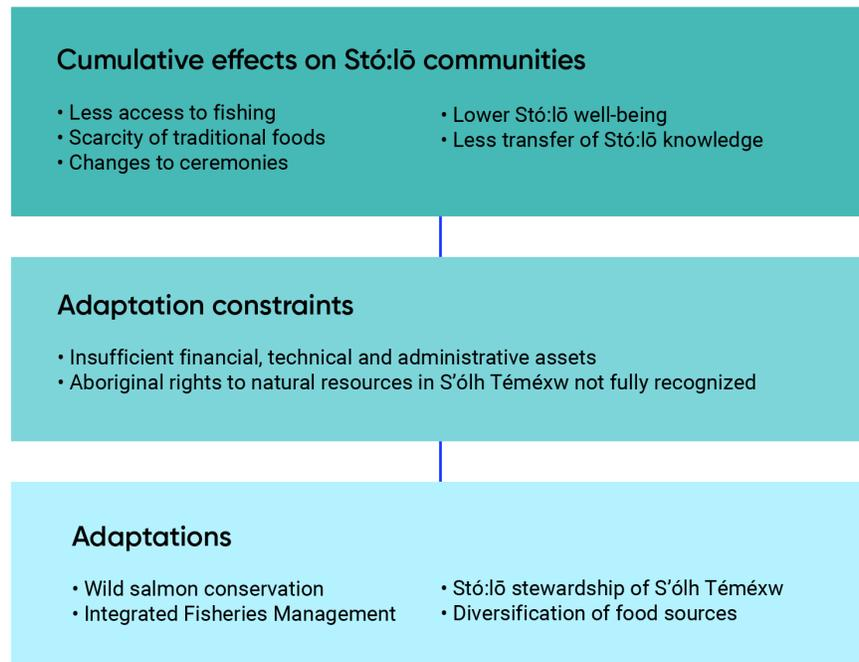 Cumulative effects on Stó:lō communities
• Less access to fishing
• Scarcity of traditional foods
• Changes to ceremonies
• Lower Stó:lō well-being
• Less transfer of Stó:lō knowledge
Adaptation constraints
• Insufficient financial, technical and administrative assets
• Aboriginal rights to natural resources in S’ólh Téméxw not fully recognized
Adaptations
• Wild salmon conservation
• Integrated Fisheries Management
• Stó:lō stewardship of S’ólh Téméxw
• Diversification of food sources